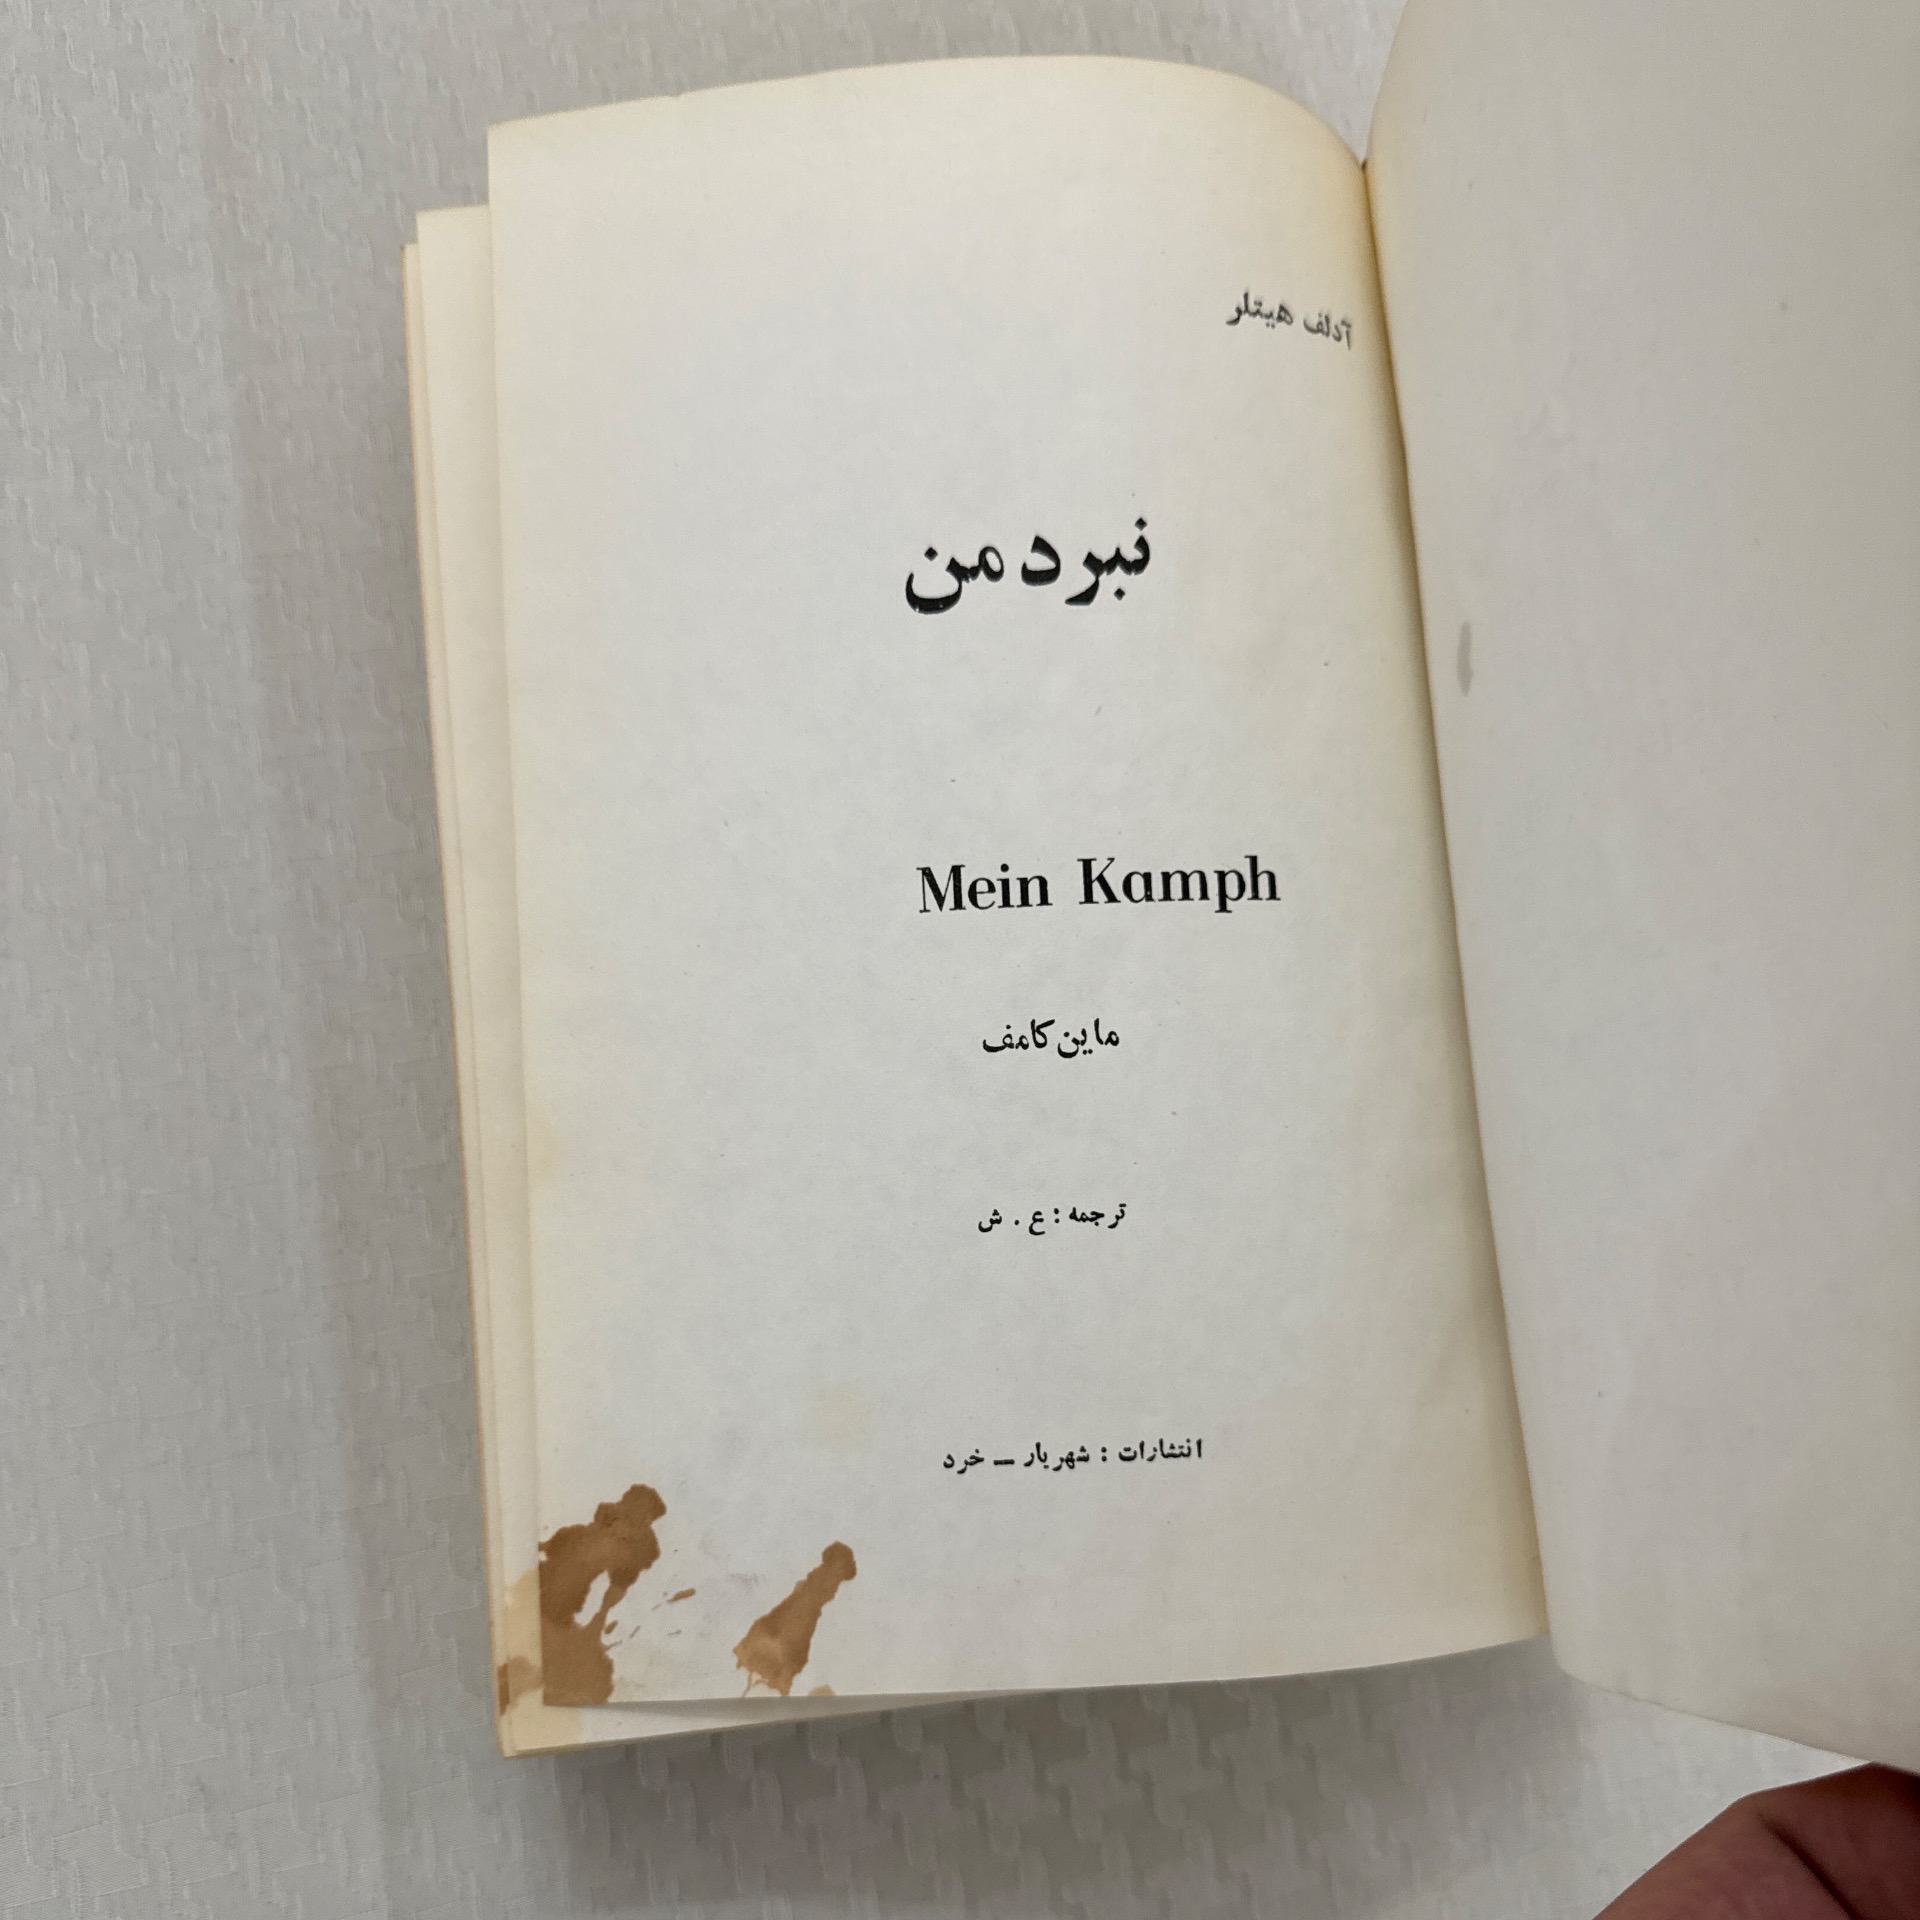 آدلف هیتلر
نبرد من
Mein Kamph
ماین کامف
ترجمه : ع . ش
انتشارات : شهریار ــ خرد